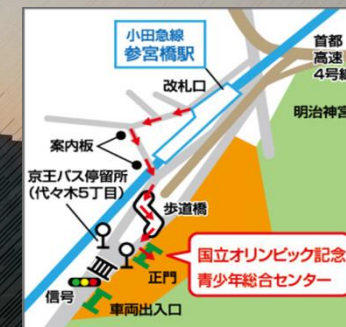 小田急線
参宮橋駅
首都
高速
4号線
改札口
明治神宮
案内板
京王バス停留所
(代々木5丁目)
歩道橋
国立オリンピック記念
青少年総合センター
正門
信号
車両出入口